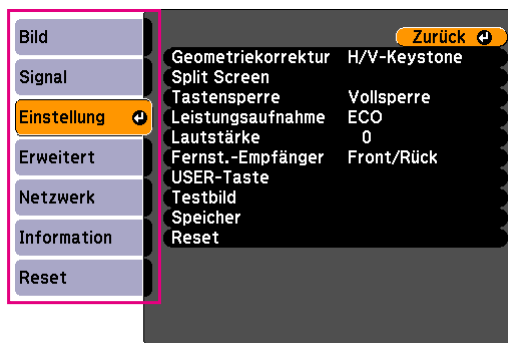 Bild
Signal
Einstellung
Erweitert
Netzwerk
Information
Reset
Zurück
Geometriekorrektur H/V-Keystone
Split Screen
Tastensperre Vollsperre
Leistungsaufnahme ECO
Lautstärke 0
Fernst.-Empfänger Front/Rück
USER-Taste
Testbild
Speicher
Reset